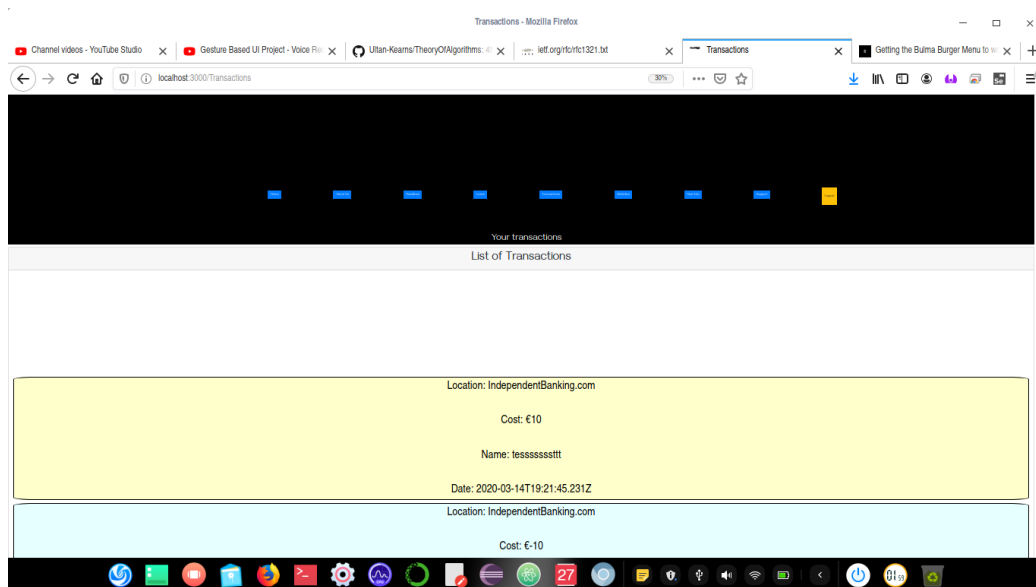 Transactions - Mozilla Firefox
Channel videos - YouTube Studio
Gesture Based UI Project - Voice Re
Ultan-Kearns/TheoryOfAlgorithms:
ietf.org/rfc/rfc1321.txt
Transactions
Getting the Bulma Burger Menu to w
localhost:3000/Transactions
30%
Your transactions
List of Transactions
Location: IndependentBanking.com
Cost: €10
Name: tessssssssttt
Date: 2020-03-14T19:21:45.231Z
Location: IndependentBanking.com
Cost: €-10
27